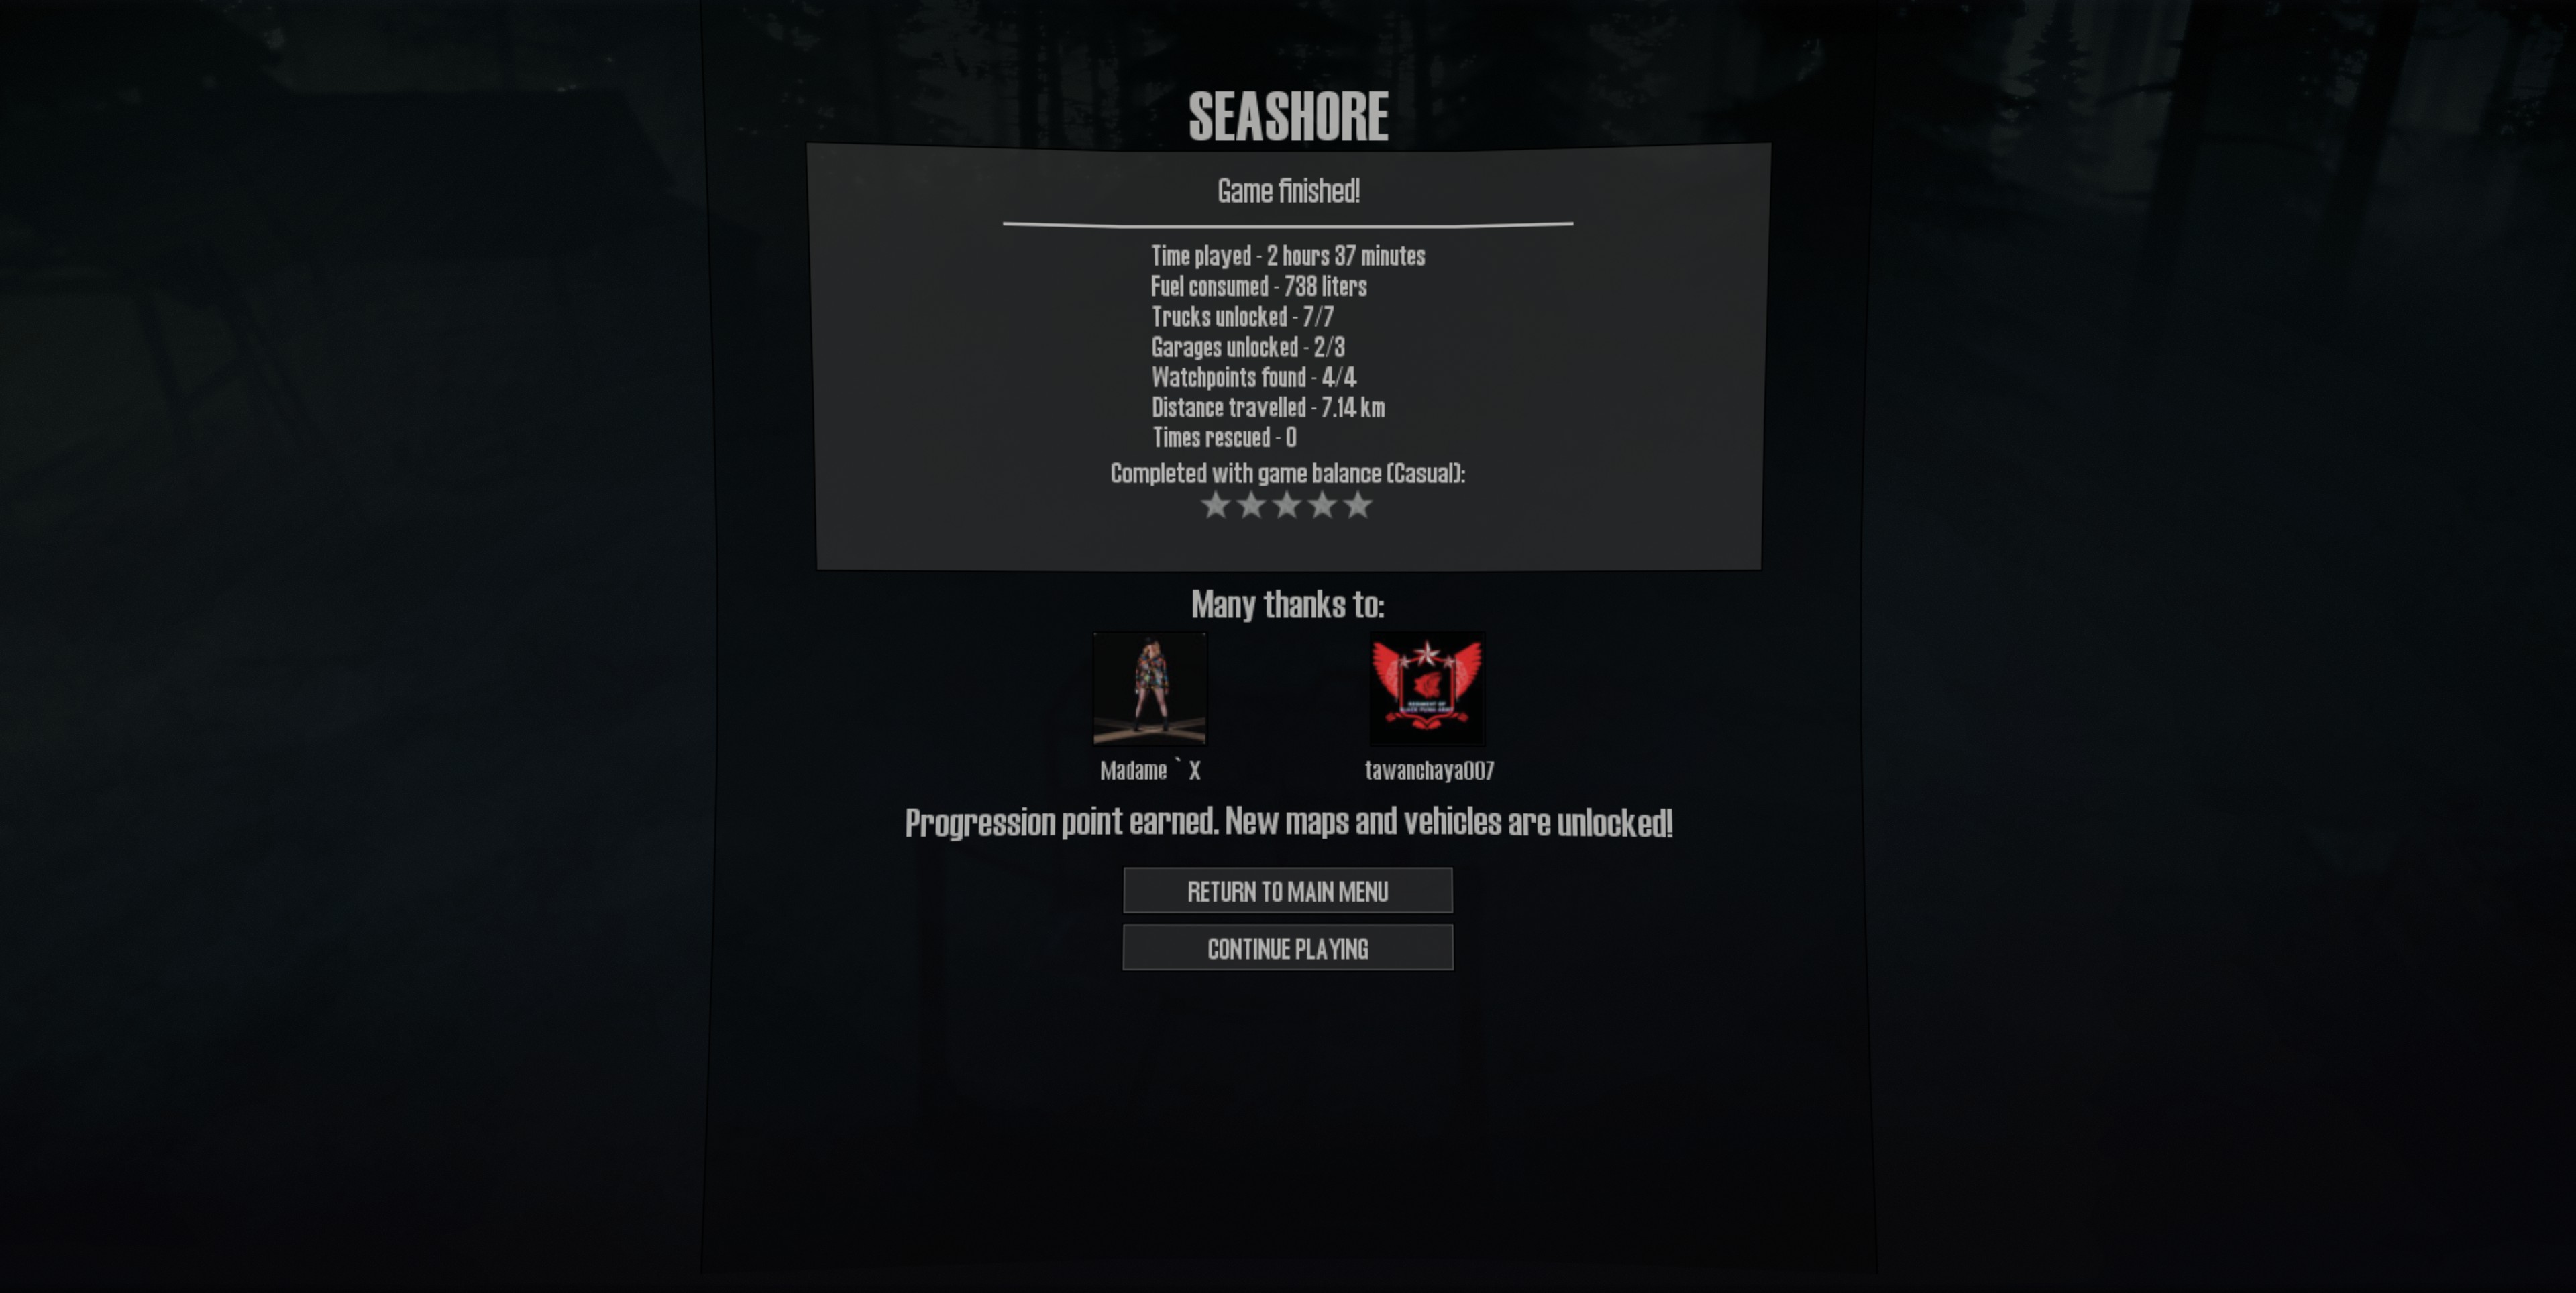 SEASHORE
Game finished!
Time played - 2 hours 37 minutes
Fuel consumed - 738 liters
Trucks unlocked - 7/7
Garages unlocked - 2/3
Watchpoints found - 4/4
Distance travelled - 7.14 km
Times rescued - 0
Completed with game balance (Casual):
Many thanks to:
Madame ` X
tawanchaya007
Progression point earned. New maps and vehicles are unlocked!
RETURN TO MAIN MENU
CONTINUE PLAYING